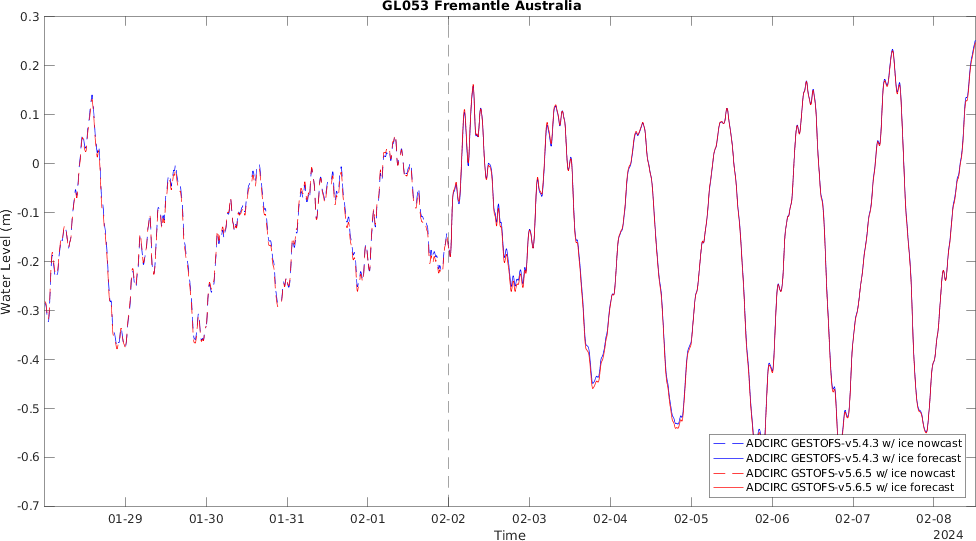 GL053 Fremantle Australia
0.3
0.2
0.1
0
-0.1
-0.2
-0.3
-0.4
-0.5
-0.6
-0.7
Water Level (m)
ADCIRC GESTOFS-v5.4.3 w/ ice nowcast
ADCIRC GESTOFS-v5.4.3 w/ ice forecast
ADCIRC GSTOFS-v5.6.5 w/ ice nowcast
ADCIRC GSTOFS-v5.6.5 w/ ice forecast
01-29 01-30 01-31 02-01 02-02 02-03 02-04 02-05 02-06 02-07 02-08
Time
2024